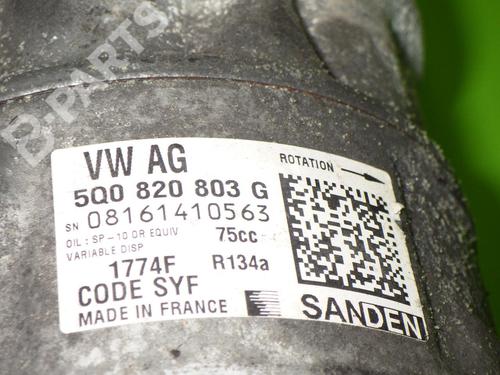 B-PARTS
VW AG
ROTATION
5Q0 820 803 G
SN 08161410563
OIL : SP-10 OR EQUIV 75cc
VARIABLE DISP
1774F R134a
CODE SYF
MADE IN FRANCE
SANDEN